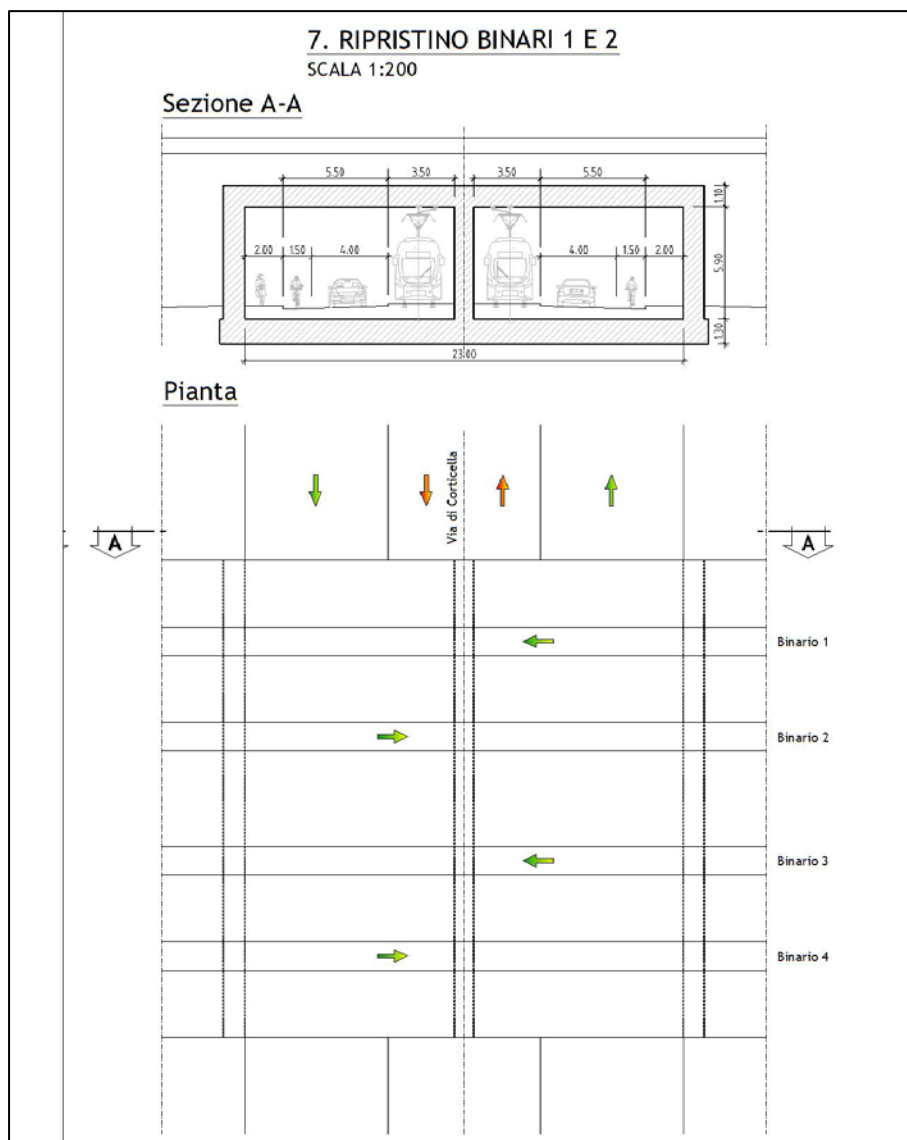 7. RIPRISTINO BINARI 1 E 2
SCALA 1:200
Sezione A-A
5.50 3.50 3.50 5.50
1.10
2.00 1.50 4.00 4.00 1.50 2.00
5.90
1.30
23.00
Pianta
Via di Corticella
A A
Binario 1
Binario 2
Binario 3
Binario 4